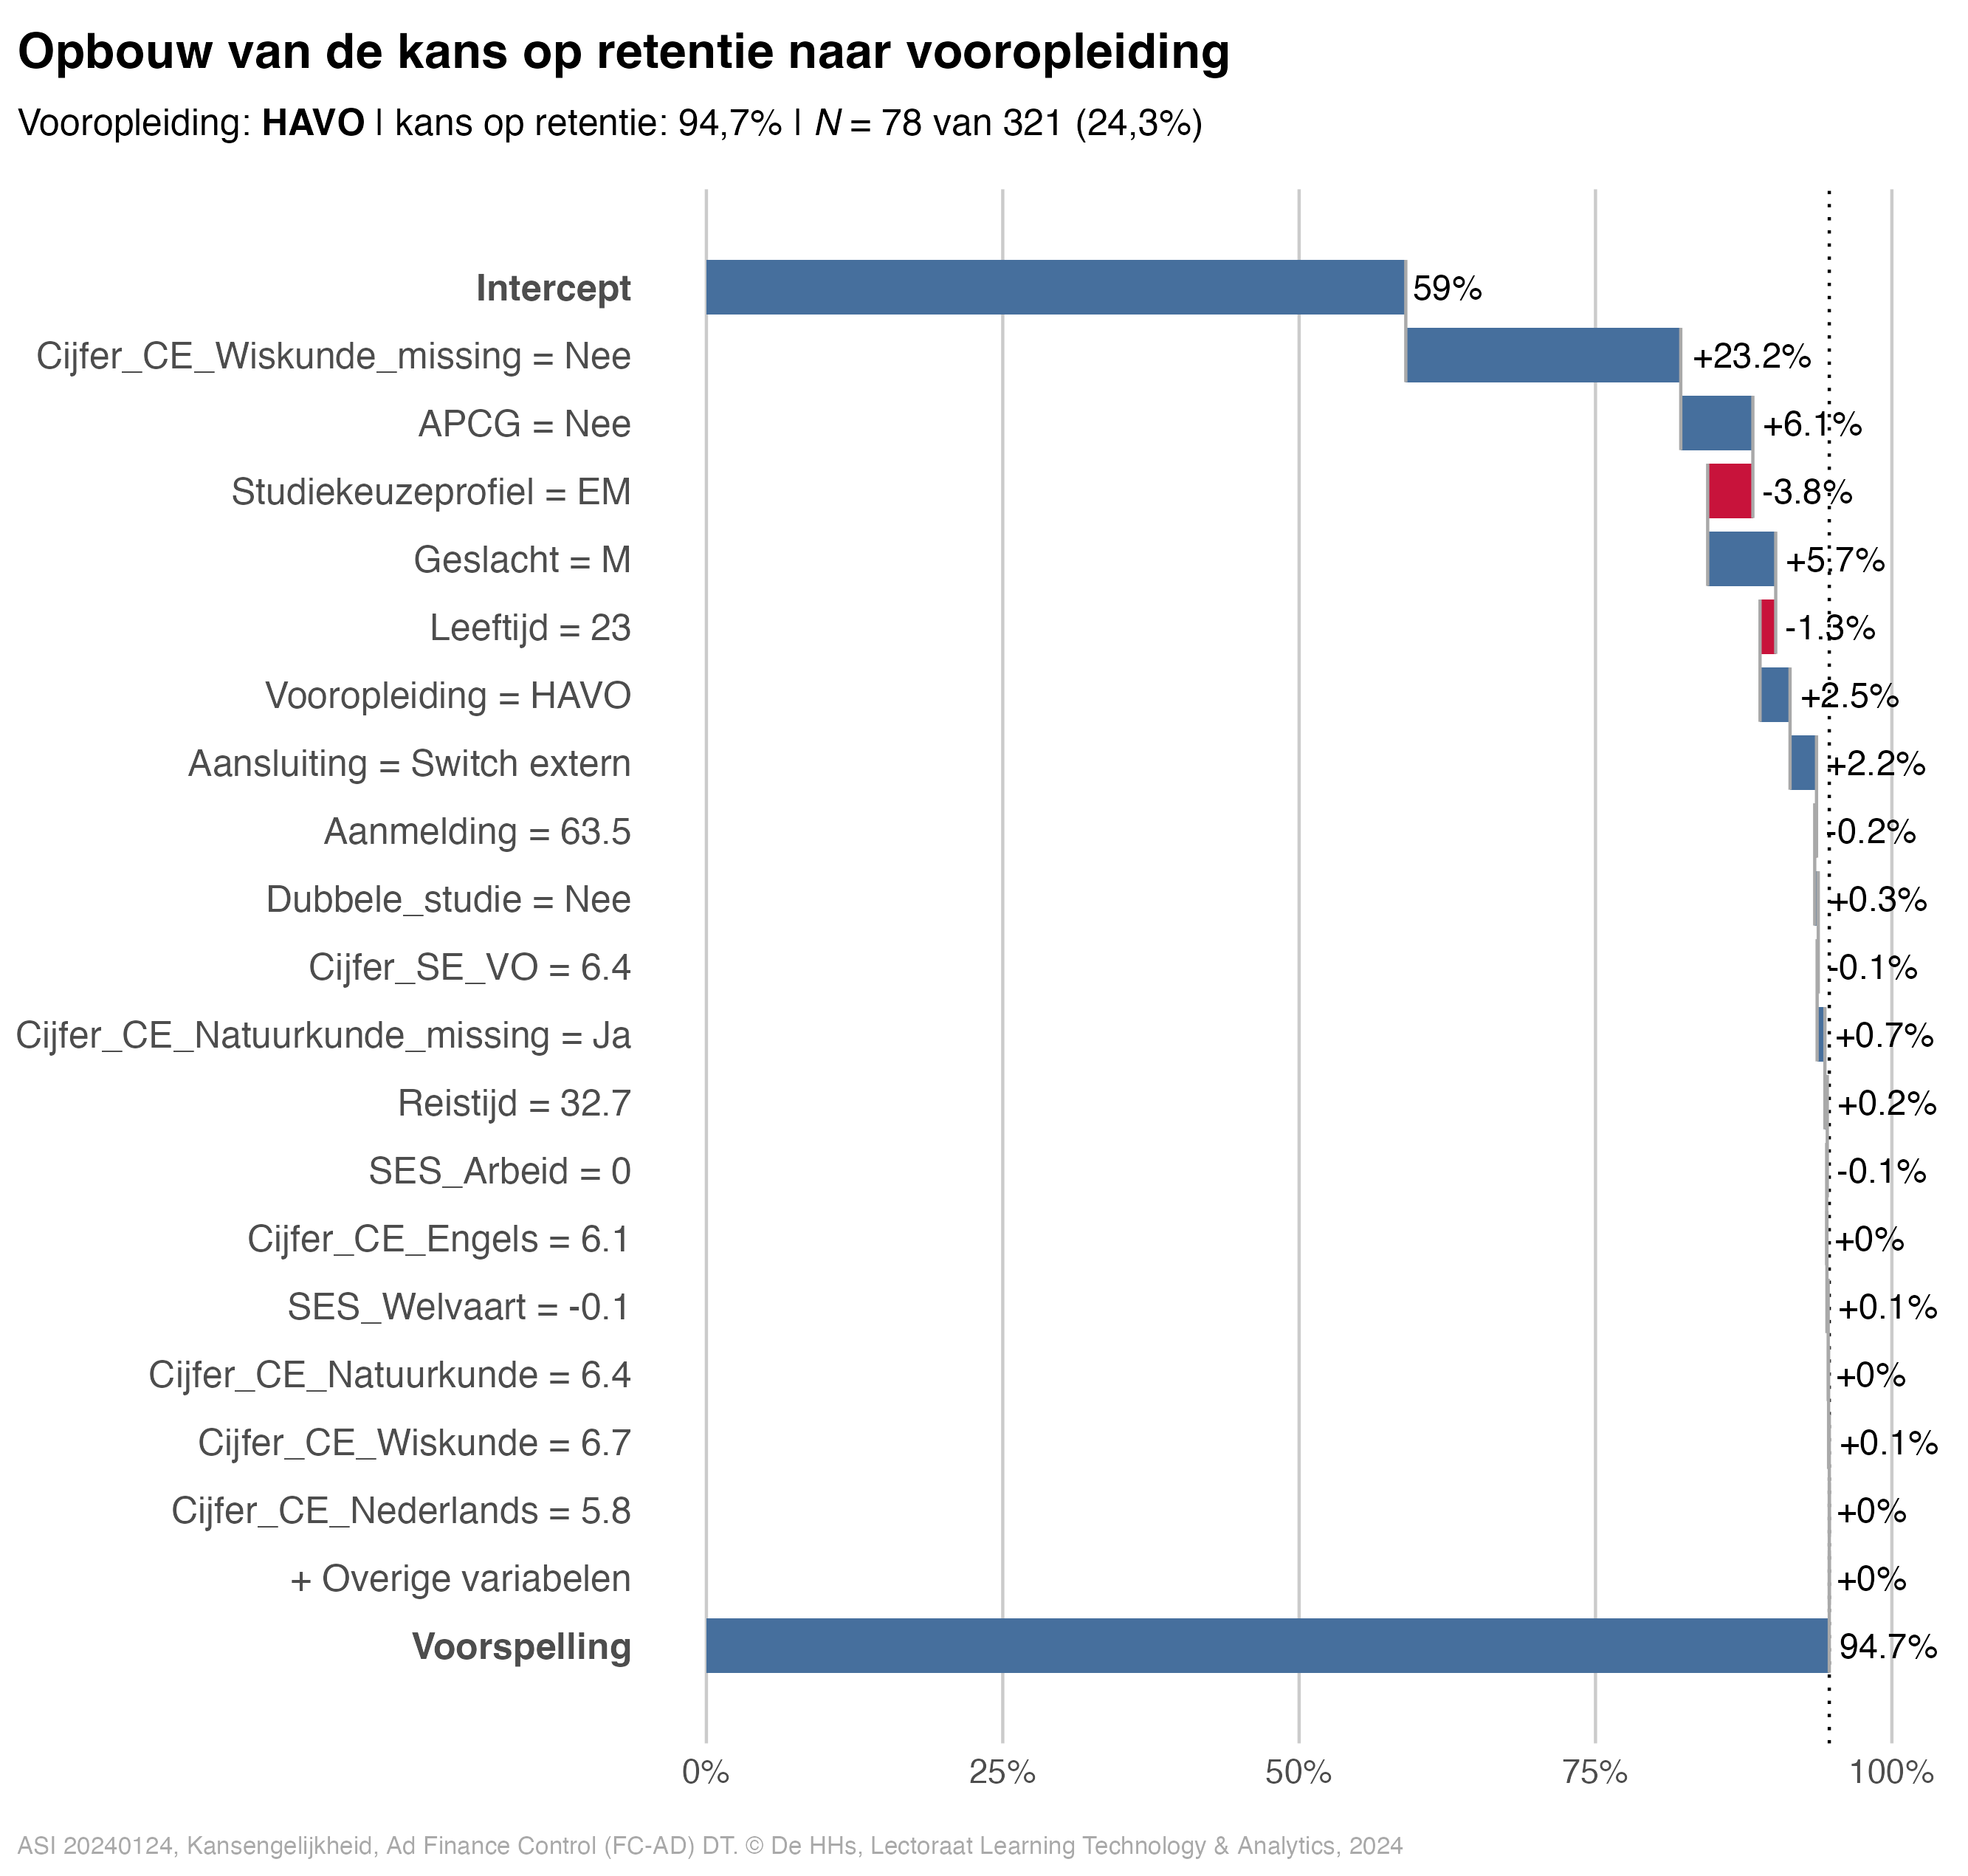 Opbouw van de kans op retentie naar vooropleiding
Vooropleiding: HAVO | kans op retentie: 94,7% | N = 78 van 321 (24,3%)
Intercept 59%
Cijfer_CE_Wiskunde_missing = Nee +23.2%
APCG = Nee +6.1%
Studiekeuzeprofiel = EM -3.8%
Geslacht = M +5.7%
Leeftijd = 23 -1.3%
Vooropleiding = HAVO +2.5%
Aansluiting = Switch extern +2.2%
Aanmelding = 63.5 -0.2%
Dubbele_studie = Nee +0.3%
Cijfer_SE_VO = 6.4 -0.1%
Cijfer_CE_Natuurkunde_missing = Ja +0.7%
Reistijd = 32.7 +0.2%
SES_Arbeid = 0 -0.1%
Cijfer_CE_Engels = 6.1 +0%
SES_Welvaart = -0.1 +0.1%
Cijfer_CE_Natuurkunde = 6.4 +0%
Cijfer_CE_Wiskunde = 6.7 +0.1%
Cijfer_CE_Nederlands = 5.8 +0%
+ Overige variabelen +0%
Voorspelling 94.7%
0% 25% 50% 75% 100%
ASI 20240124, Kansengelijkheid, Ad Finance Control (FC-AD) DT. © De HHs, Lectoraat Learning Technology & Analytics, 2024